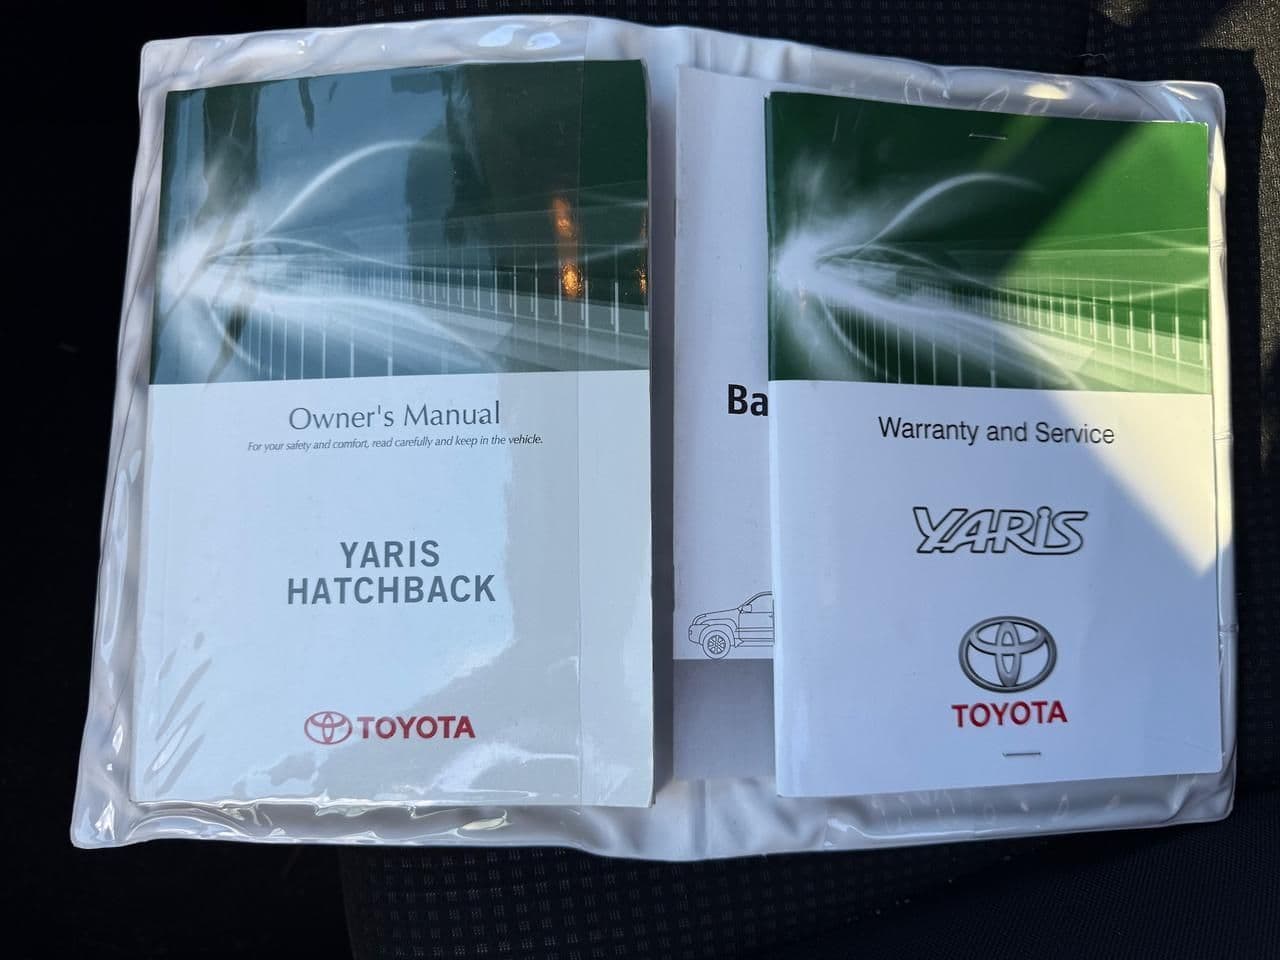 Owner's Manual
For your safety and comfort, read carefully and keep in the vehicle.
YARIS
HATCHBACK
TOYOTA
Ba
Warranty and Service
YARiS
TOYOTA